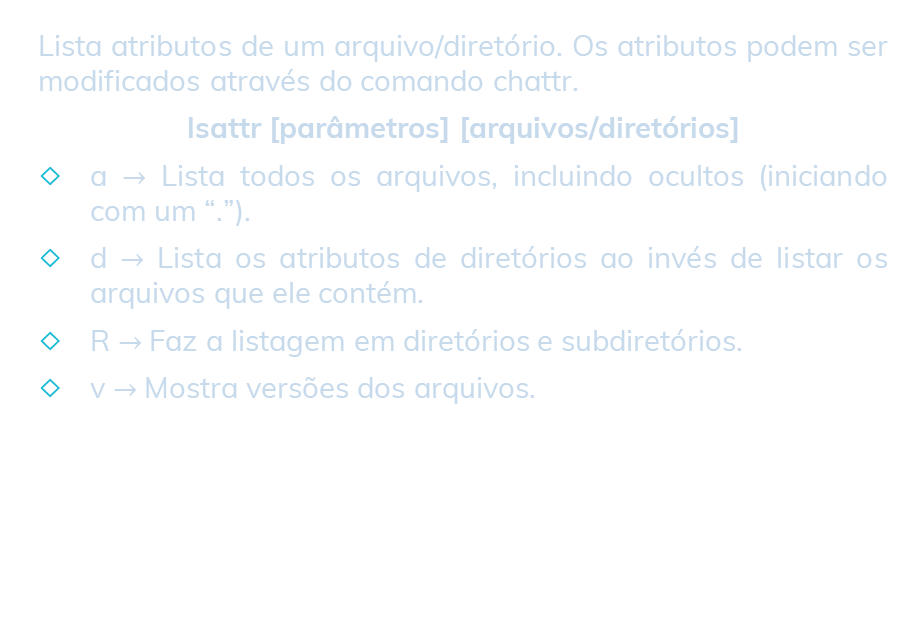 Lista atributos de um arquivo/diretório. Os atributos podem ser
modificados através do comando chattr.
lsattr [parâmetros] [arquivos/diretórios]
a → Lista todos os arquivos, incluindo ocultos (iniciando
com um “.”).
d → Lista os atributos de diretórios ao invés de listar os
arquivos que ele contém.
R → Faz a listagem em diretórios e subdiretórios.
v → Mostra versões dos arquivos.